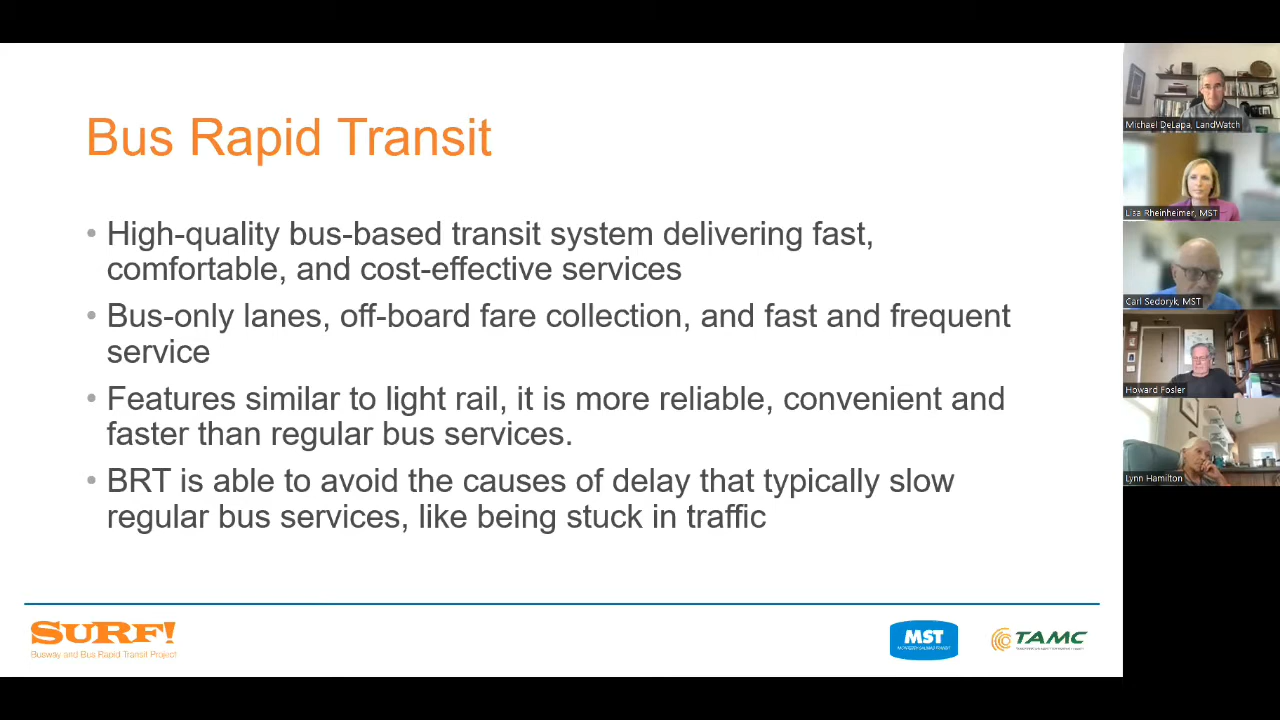 Bus Rapid Transit
• High-quality bus-based transit system delivering fast,
comfortable, and cost-effective services
• Bus-only lanes, off-board fare collection, and fast and frequent
service
• Features similar to light rail, it is more reliable, convenient and
faster than regular bus services.
• BRT is able to avoid the causes of delay that typically slow
regular bus services, like being stuck in traffic
SURF!
Busway and Bus Rapid Transit Project
MST
MONTEREY-SALINAS TRANSIT
TAMC
Michael DeLapa, LandWatch
Lisa Rheinheimer, MST
Carl Sedoryk, MST
Howard Fosler
Lynn Hamilton